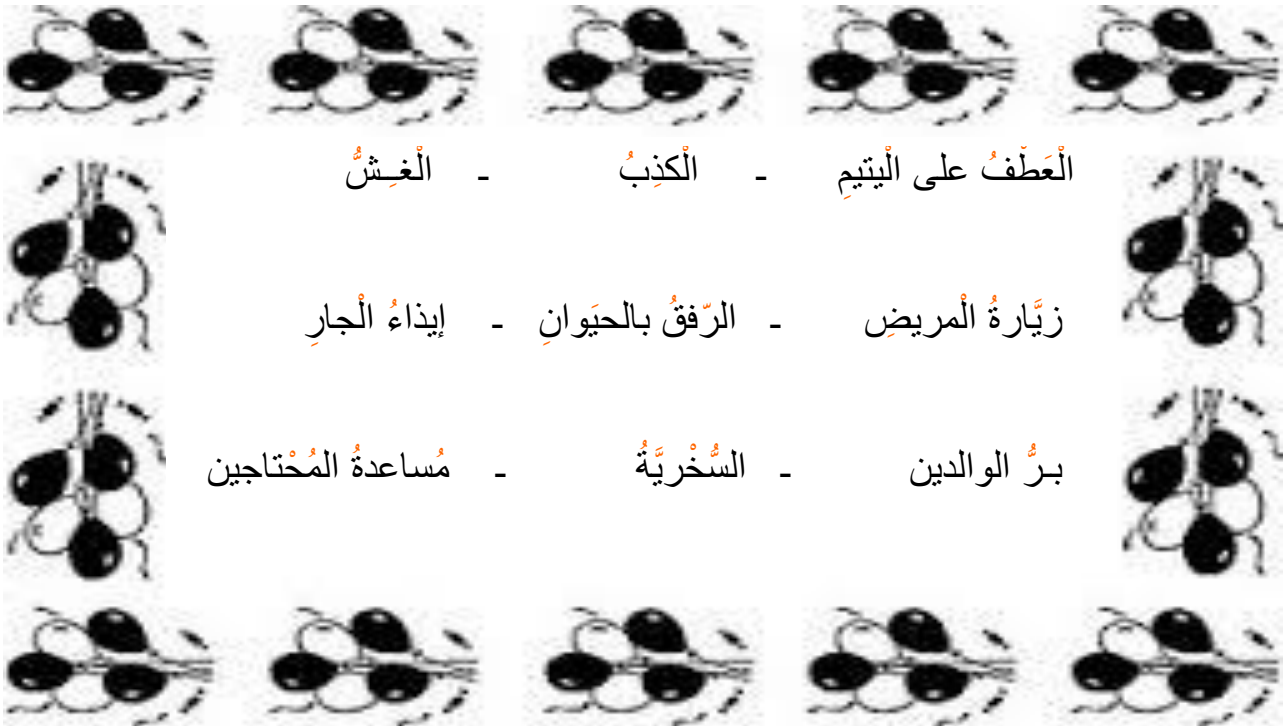 الْعَطْفُ على الْيتيمِ - الْكذِبُ - الْغـِشُّ
زيَّارةُ الْمريضِ - الرّفقُ بالحيَوانِ - إيذاءُ الْجارِ
بـرُّ الوالدين - السُّخْريَّةُ - مُساعدةُ المُحْتاجين